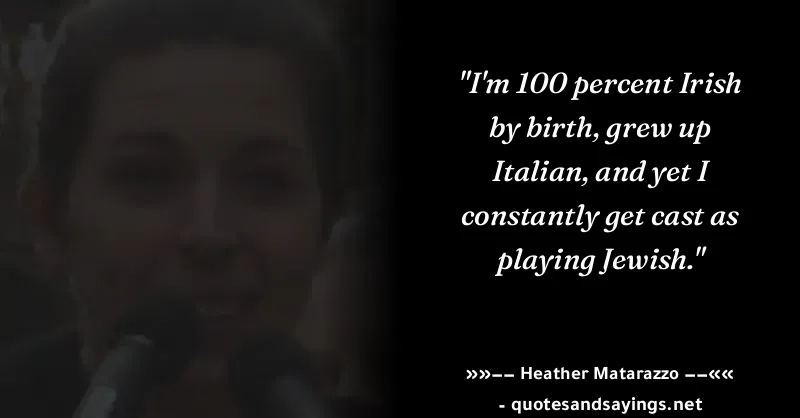 "I'm 100 percent Irish
by birth, grew up
Italian, and yet I
constantly get cast as
playing Jewish."
»»−− Heather Matarazzo −−««
- quotesandsayings.net